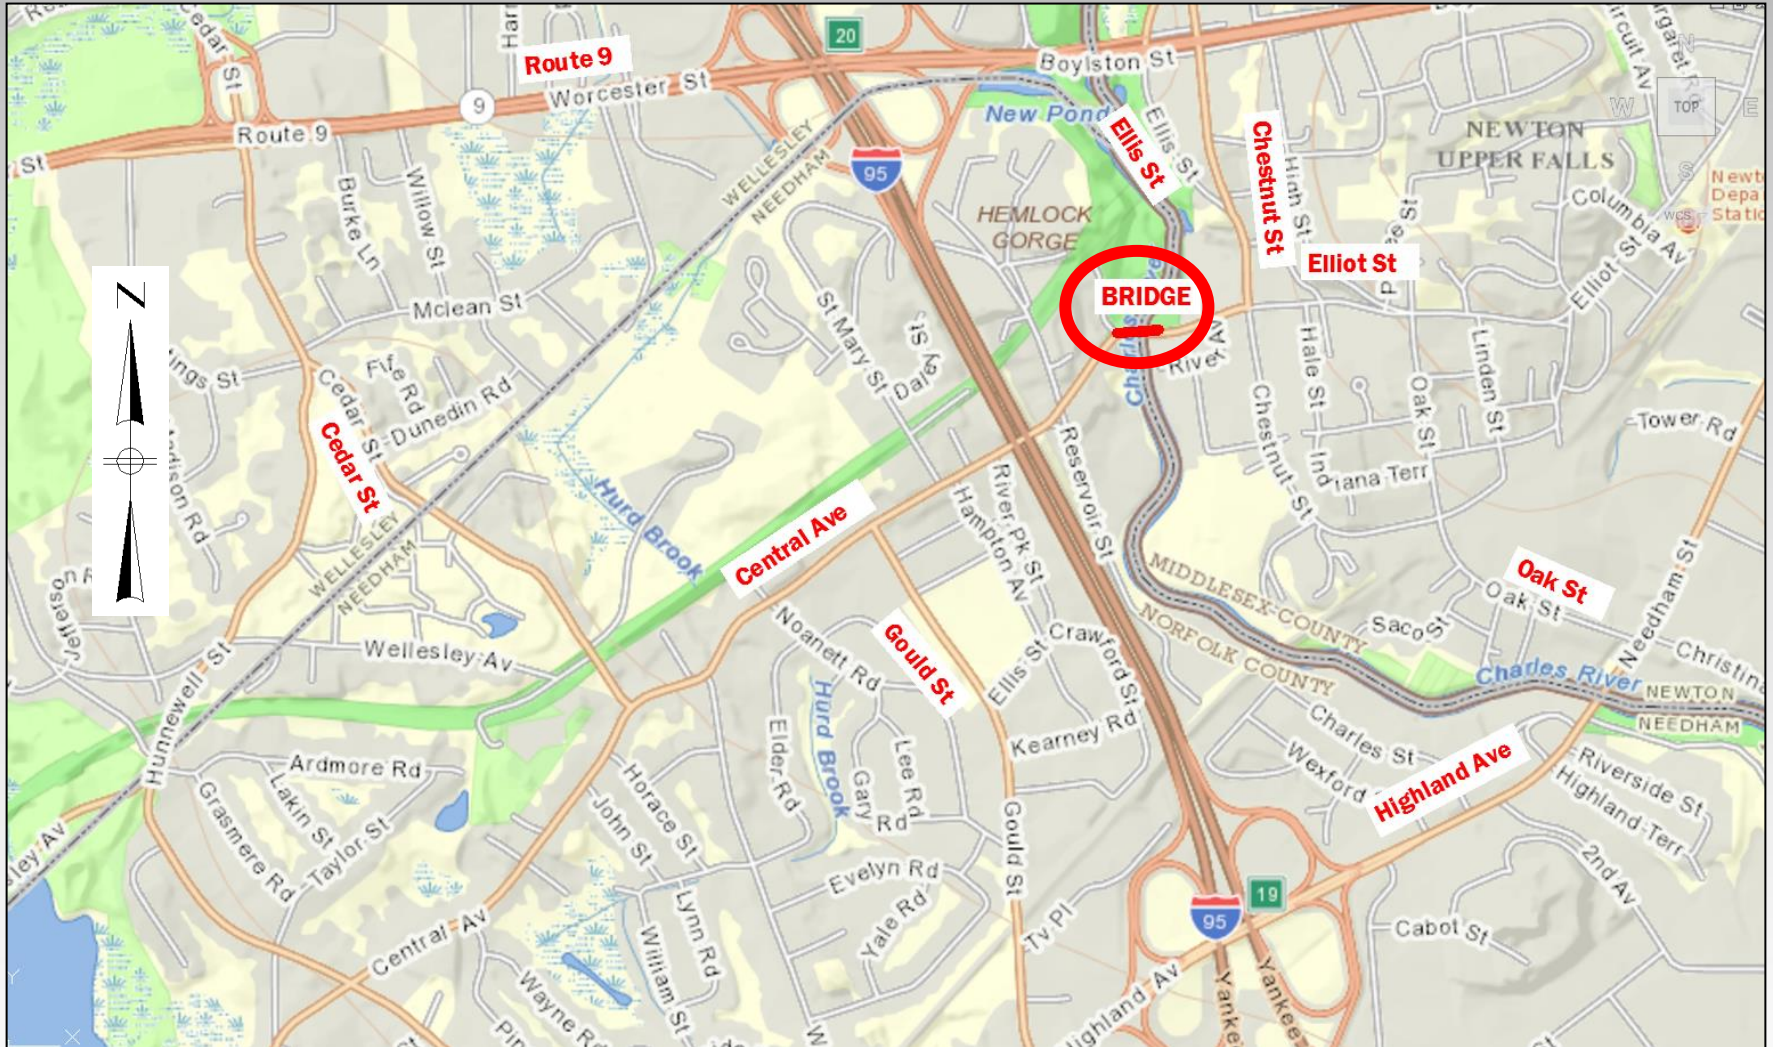 20
Route 9
Worcester St
9
Route 9
St
Cedar St
Boylston St
New Pond
Ellis St
Ellis St
Chestnut St
High St
NEWTON
UPPER FALLS
Circuit Av
N
W
TOP
E
S
WCS
Columbia Av
Elliot St
Elliot St
WELLESLEY
NEEDHAM
95
HEMLOCK
GORGE
BRIDGE
Burke Ln
Willow St
Mclean St
N
St Mary St
River Av
Fife Rd
Dunedin Rd
Cedar St
Cedar St
Hale St
Linden St
Oak St
Tower Rd
Chestnut St
Indiana Terr
Reservoir St
River Pk St
Hampton Av
Hurd Brook
Central Ave
WELLESLEY
NEEDHAM
MIDDLESEX COUNTY
NORFOLK COUNTY
Oak St
Oak St
Saco St
Needham St
Charles River
NEWTON
NEEDHAM
Wellesley Av
Hunnewell St
Noanett Rd
Gould St
Ellis St
Crawford St
Kearney Rd
Hurd Brook
Elder Rd
Gary
Rd
Lee Rd
Charles St
Wexford
Highland Ave
Riverside St
Highland Terr
2nd Av
Ardmore Rd
Lakin St
Grasmere Rd
Taylor St
Horace St
John St
Evelyn Rd
Yale Rd
Gould St
Tv Pl
19
95
Cabot St
Central Av
Lynn Rd
William St
Wayne Rd
Highland Av
Yankee
Y
X